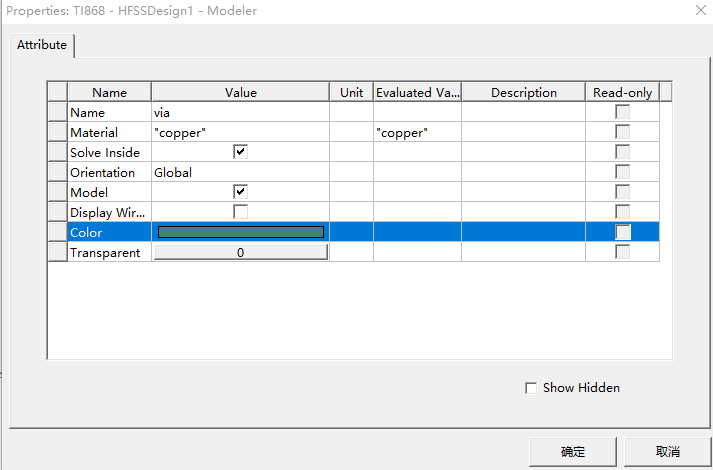 Properties: TI868 - HFSSDesign1 - Modeler
Attribute
Name Value Unit Evaluated Va... Description Read-only
Name via
Material "copper" "copper"
Solve Inside
Orientation Global
Model
Display Wir...
Color
Transparent 0
Show Hidden
确定 取消